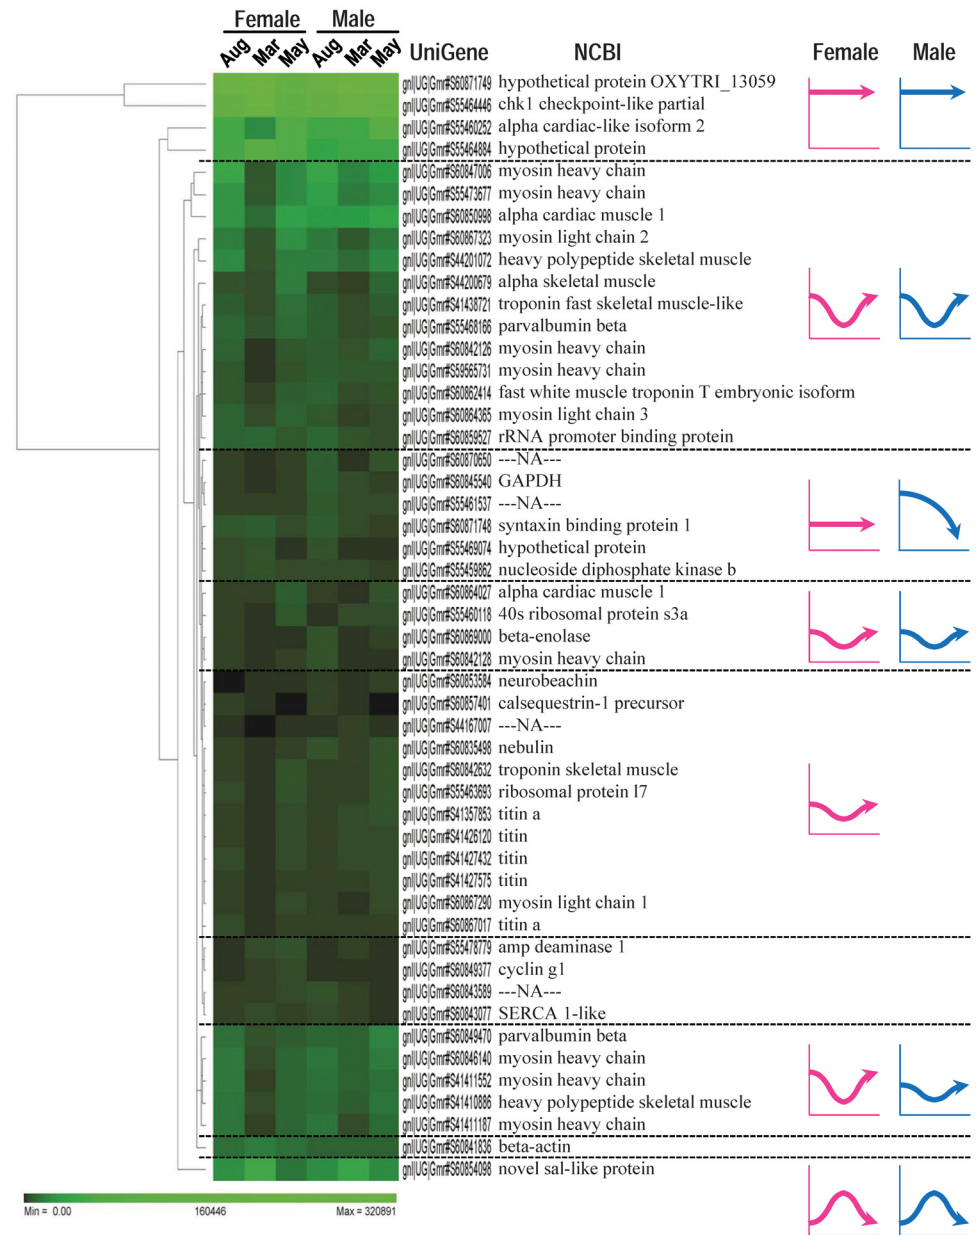 Female Male
Aug Mar May Aug Mar May UniGene NCBI Female Male
gnl|UG|Gmr#S60871749 hypothetical protein OXYTRI_13059
gnl|UG|Gmr#S55464446 chk1 checkpoint-like partial
gnl|UG|Gmr#S55460252 alpha cardiac-like isoform 2
gnl|UG|Gmr#S55464884 hypothetical protein
gnl|UG|Gmr#S60847006 myosin heavy chain
gnl|UG|Gmr#S55473677 myosin heavy chain
gnl|UG|Gmr#S60850998 alpha cardiac muscle 1
gnl|UG|Gmr#S60867323 myosin light chain 2
gnl|UG|Gmr#S44201072 heavy polypeptide skeletal muscle
gnl|UG|Gmr#S44200679 alpha skeletal muscle
gnl|UG|Gmr#S41438721 troponin fast skeletal muscle-like
gnl|UG|Gmr#S55468166 parvalbumin beta
gnl|UG|Gmr#S60842126 myosin heavy chain
gnl|UG|Gmr#S59565731 myosin heavy chain
gnl|UG|Gmr#S60862414 fast white muscle troponin T embryonic isoform
gnl|UG|Gmr#S60864365 myosin light chain 3
gnl|UG|Gmr#S60859527 rRNA promoter binding protein
gnl|UG|Gmr#S60870650 ---NA---
gnl|UG|Gmr#S60845540 GAPDH
gnl|UG|Gmr#S55461537 ---NA---
gnl|UG|Gmr#S60871748 syntaxin binding protein 1
gnl|UG|Gmr#S55469074 hypothetical protein
gnl|UG|Gmr#S55459862 nucleoside diphosphate kinase b
gnl|UG|Gmr#S60864027 alpha cardiac muscle 1
gnl|UG|Gmr#S55460118 40s ribosomal protein s3a
gnl|UG|Gmr#S60869000 beta-enolase
gnl|UG|Gmr#S60842128 myosin heavy chain
gnl|UG|Gmr#S60853584 neurobeachin
gnl|UG|Gmr#S60857401 calsequestrin-1 precursor
gnl|UG|Gmr#S44167007 ---NA---
gnl|UG|Gmr#S60835498 nebulin
gnl|UG|Gmr#S60842632 troponin skeletal muscle
gnl|UG|Gmr#S55463693 ribosomal protein l7
gnl|UG|Gmr#S41357853 titin a
gnl|UG|Gmr#S41426120 titin
gnl|UG|Gmr#S41427432 titin
gnl|UG|Gmr#S41427575 titin
gnl|UG|Gmr#S60867290 myosin light chain 1
gnl|UG|Gmr#S60867017 titin a
gnl|UG|Gmr#S55478779 amp deaminase 1
gnl|UG|Gmr#S60849377 cyclin g1
gnl|UG|Gmr#S60843589 ---NA---
gnl|UG|Gmr#S60843077 SERCA 1-like
gnl|UG|Gmr#S60849470 parvalbumin beta
gnl|UG|Gmr#S60846140 myosin heavy chain
gnl|UG|Gmr#S41411552 myosin heavy chain
gnl|UG|Gmr#S41410886 heavy polypeptide skeletal muscle
gnl|UG|Gmr#S41411187 myosin heavy chain
gnl|UG|Gmr#S60841836 beta-actin
gnl|UG|Gmr#S60854098 novel sal-like protein
Min = 0.00 160446 Max = 320891